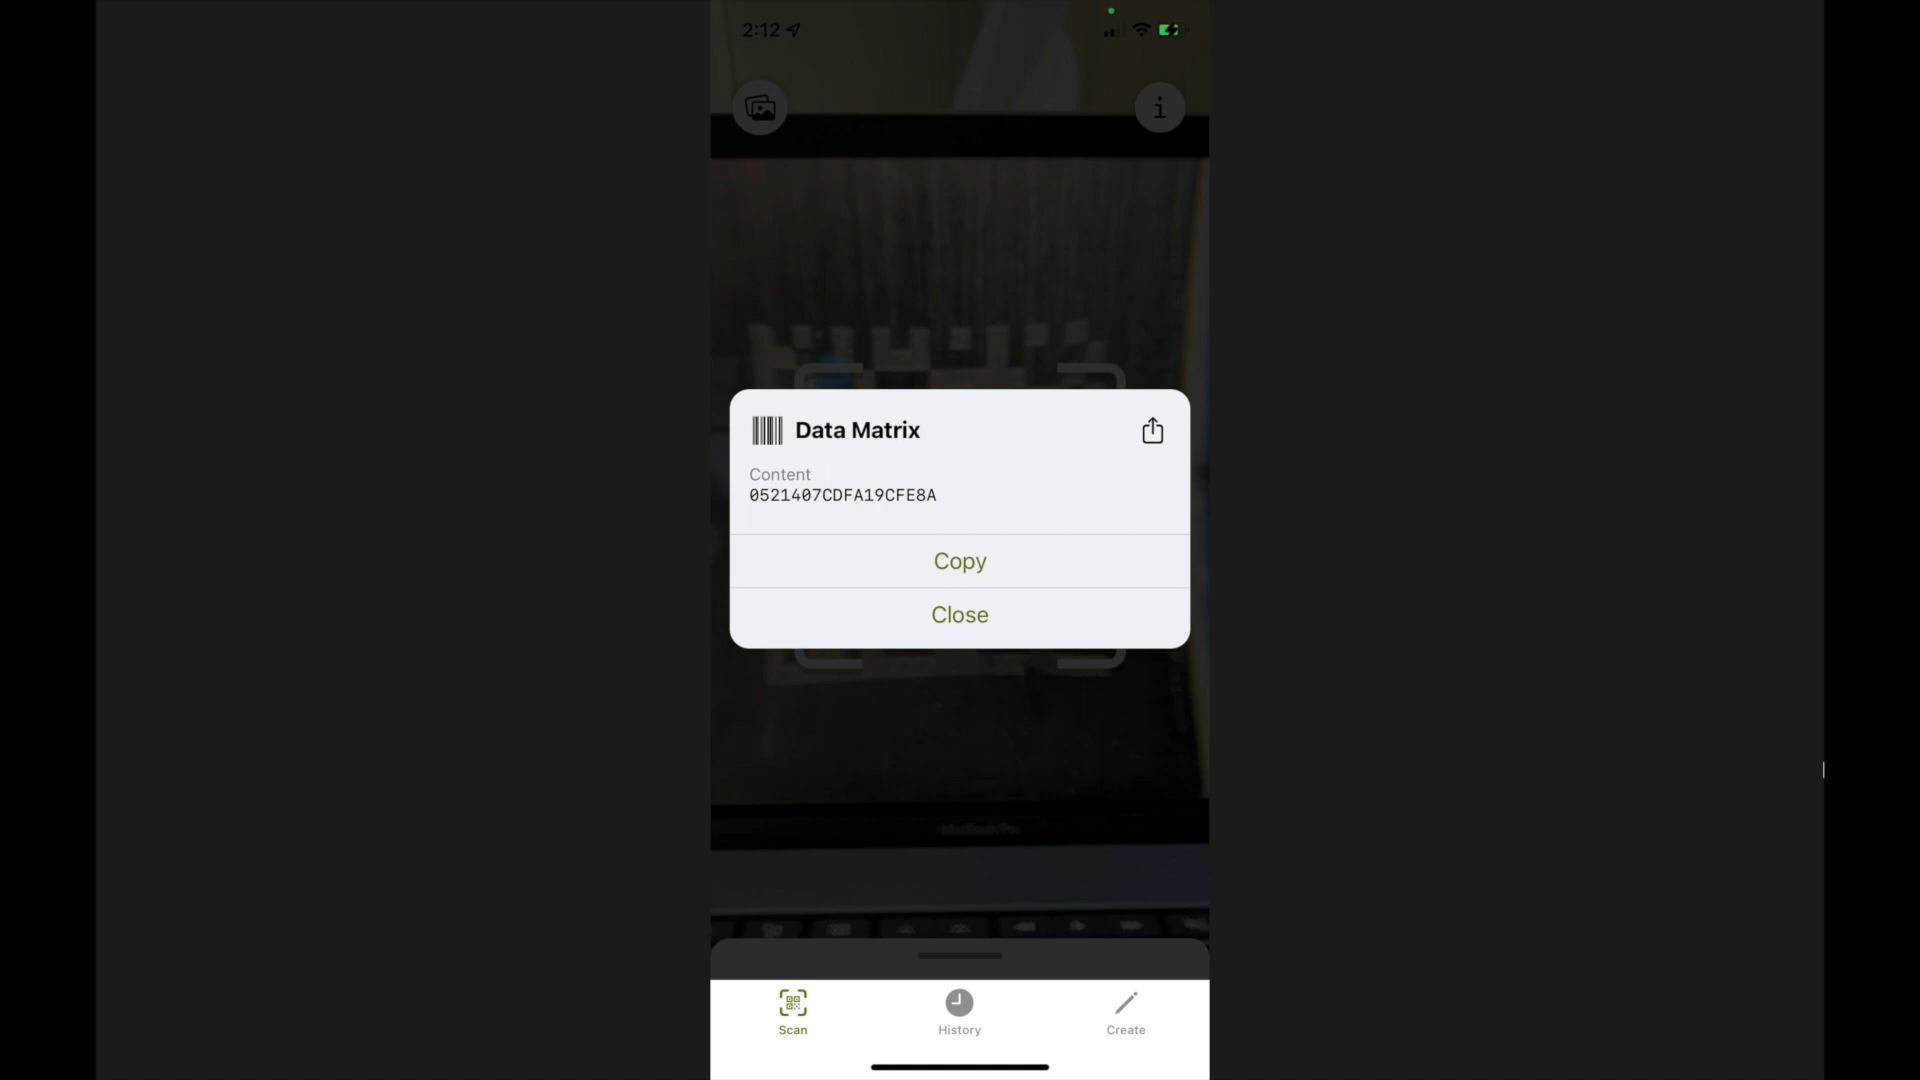 2:12
Data Matrix
Content
0521407CDFA19CFE8A
Copy
Close
Scan
History
Create